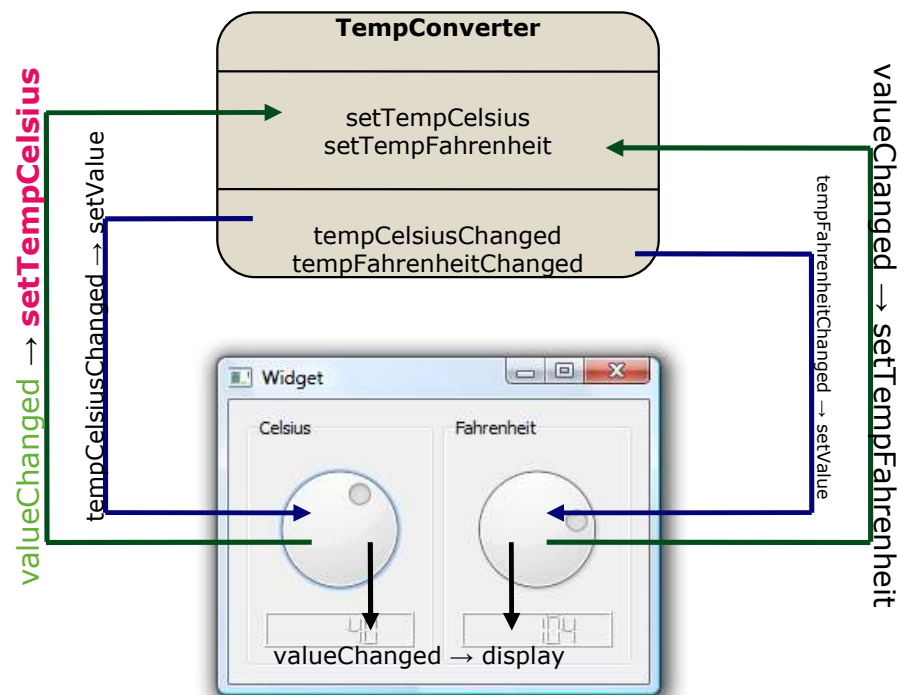 TempConverter
setTempCelsius
setTempFahrenheit
tempCelsiusChanged
tempFahrenheitChanged
valueChanged → setTempCelsius
tempCelsiusChanged → setValue
tempFahrenheitChanged → setValue
valueChanged → setTempFahrenheit
Widget
Celsius
Fahrenheit
40
104
valueChanged → display